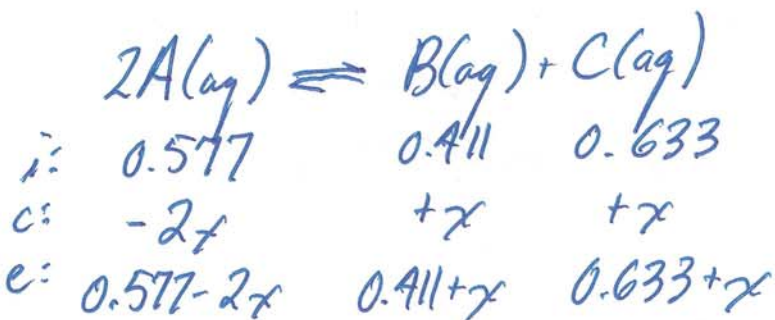 2A(aq) ⇌ B(aq) + C(aq)
i: 0.577 0.411 0.633
c: -2x +x +x
e: 0.577-2x 0.411+x 0.633+x